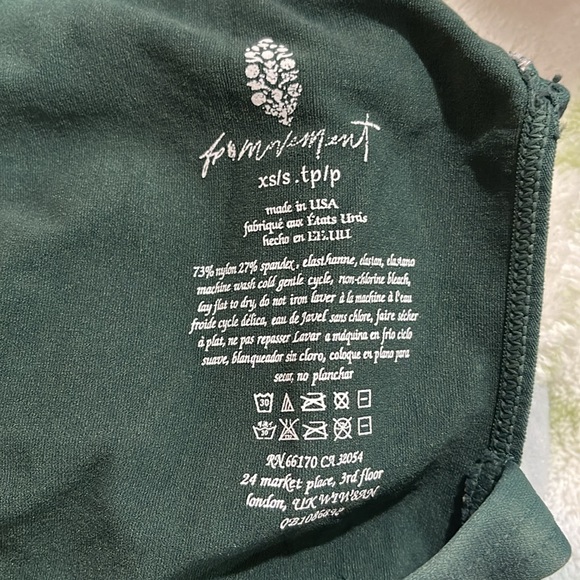 fp movement
xs/s .tp/p
made in USA
fabriqué aux États Unis
hecho en EE.UU
73% nylon 27% spandex, elasthanne, elastan, elastano
machine wash cold gentle cycle, non-chlorine bleach,
lay flat to dry, do not iron laver à la machine à l'eau
froide cycle délica, eau de Javel sans chlore, faire sécher
à plat, ne pas repasser Lavar a máquina en frío ciclo
suave, blanqueador sin cloro, coloque en plano para
secar, no planchar
30
30
RN 66170 CA 32054
24 market place, 3rd floor
london, UK W1W8AN